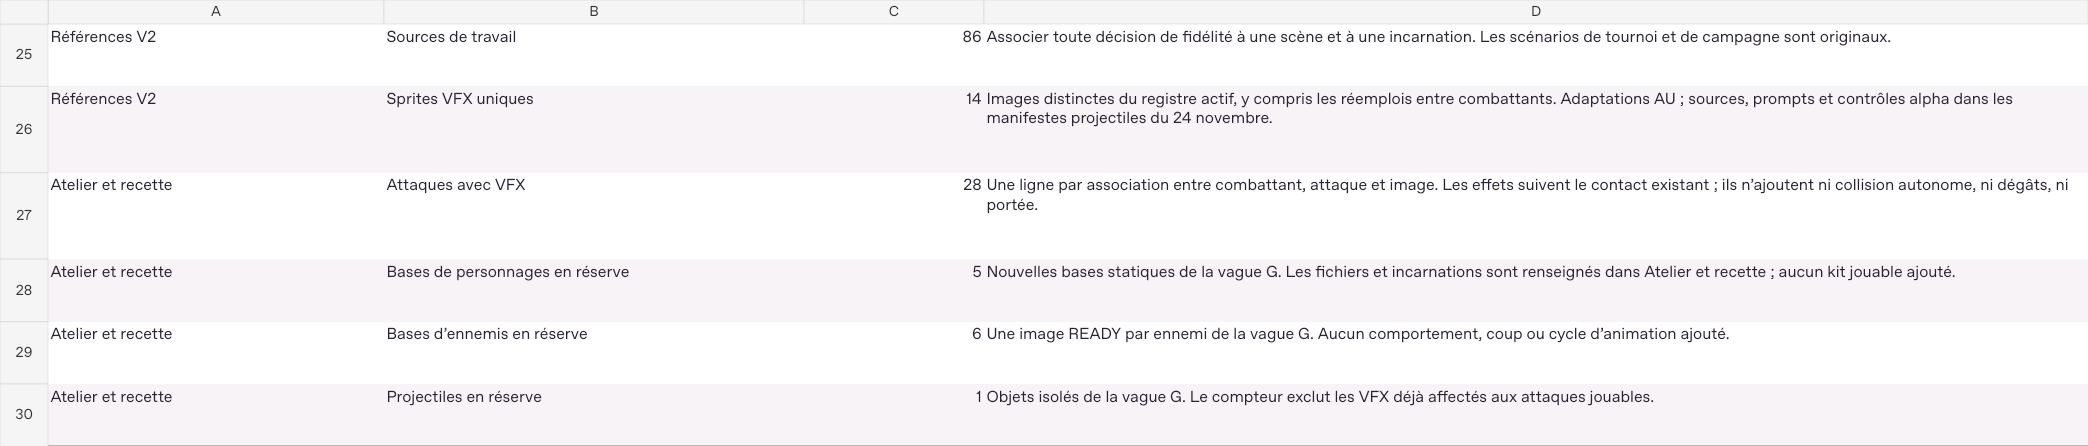 A B C D
25 Références V2 Sources de travail 86 Associer toute décision de fidélité à une scène et à une incarnation. Les scénarios de tournoi et de campagne sont originaux.
26 Références V2 Sprites VFX uniques 14 Images distinctes du registre actif, y compris les réemplois entre combattants. Adaptations AU ; sources, prompts et contrôles alpha dans les
manifestes projectiles du 24 novembre.
27 Atelier et recette Attaques avec VFX 28 Une ligne par association entre combattant, attaque et image. Les effets suivent le contact existant ; ils n’ajoutent ni collision autonome, ni dégâts, ni
portée.
28 Atelier et recette Bases de personnages en réserve 5 Nouvelles bases statiques de la vague G. Les fichiers et incarnations sont renseignés dans Atelier et recette ; aucun kit jouable ajouté.
29 Atelier et recette Bases d’ennemis en réserve 6 Une image READY par ennemi de la vague G. Aucun comportement, coup ou cycle d’animation ajouté.
30 Atelier et recette Projectiles en réserve 1 Objets isolés de la vague G. Le compteur exclut les VFX déjà affectés aux attaques jouables.